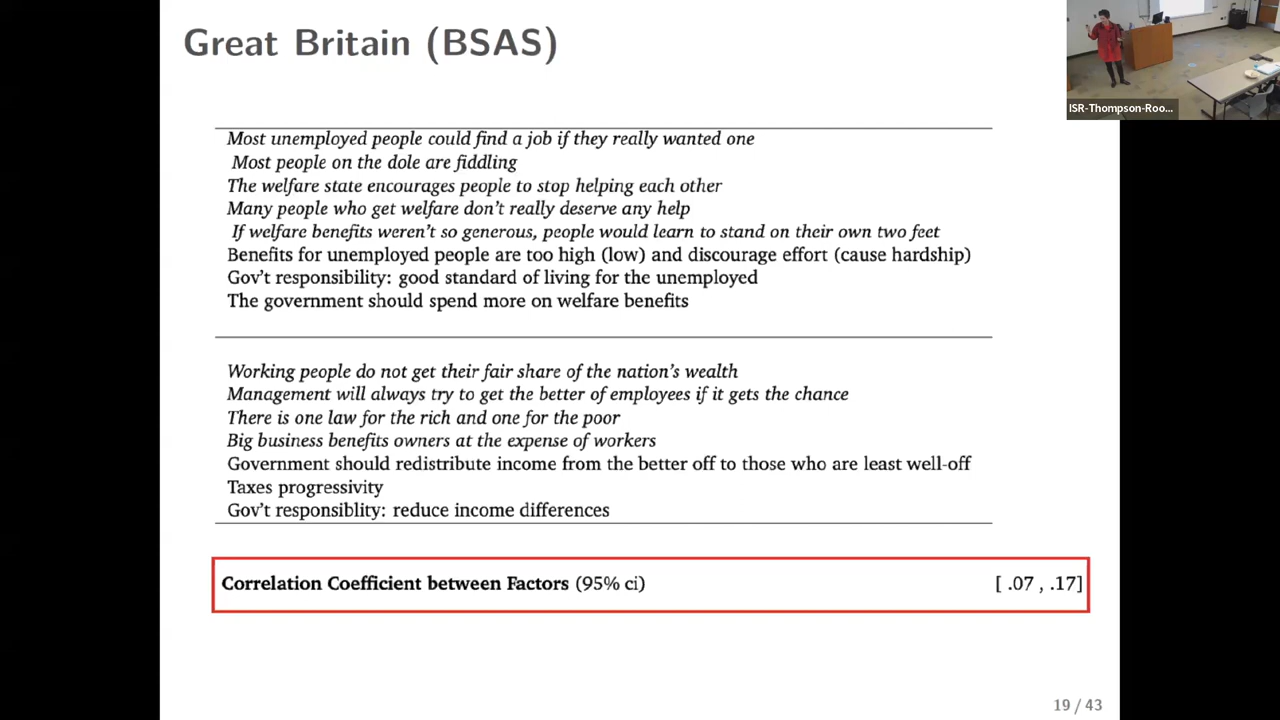 Great Britain (BSAS)
ISR-Thompson-Roo...
Most unemployed people could find a job if they really wanted one
Most people on the dole are fiddling
The welfare state encourages people to stop helping each other
Many people who get welfare don't really deserve any help
If welfare benefits weren't so generous, people would learn to stand on their own two feet
Benefits for unemployed people are too high (low) and discourage effort (cause hardship)
Gov't responsibility: good standard of living for the unemployed
The government should spend more on welfare benefits
Working people do not get their fair share of the nation's wealth
Management will always try to get the better of employees if it gets the chance
There is one law for the rich and one for the poor
Big business benefits owners at the expense of workers
Government should redistribute income from the better off to those who are least well-off
Taxes progressivity
Gov't responsiblity: reduce income differences
Correlation Coefficient between Factors (95% ci) [ .07 , .17]
19 / 43